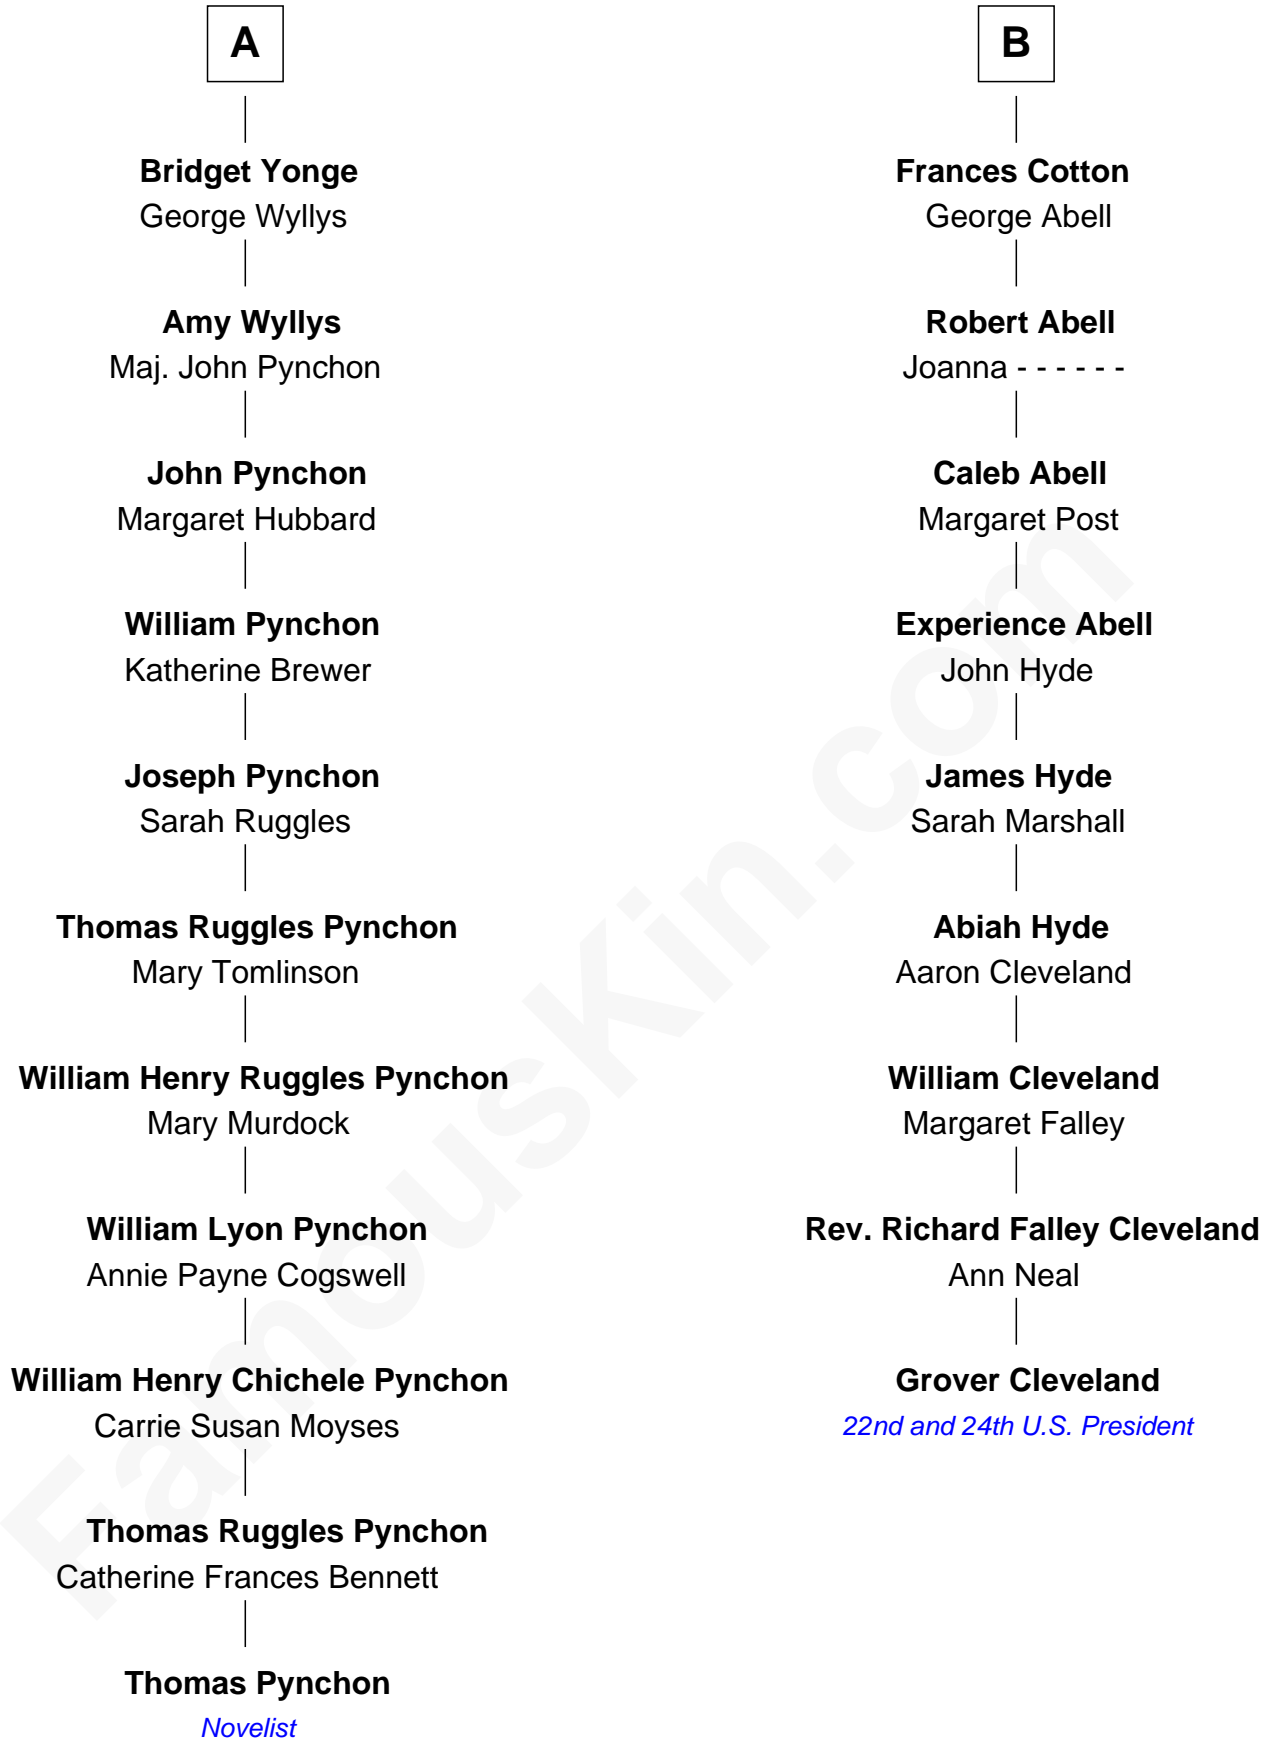 A
Bridget Yonge
George Wyllys
Amy Wyllys
Maj. John Pynchon
John Pynchon
Margaret Hubbard
William Pynchon
Katherine Brewer
Joseph Pynchon
Sarah Ruggles
Thomas Ruggles Pynchon
Mary Tomlinson
William Henry Ruggles Pynchon
Mary Murdock
William Lyon Pynchon
Annie Payne Cogswell
William Henry Chichele Pynchon
Carrie Susan Moyses
Thomas Ruggles Pynchon
Catherine Frances Bennett
Thomas Pynchon
Novelist
B
Frances Cotton
George Abell
Robert Abell
Joanna - - - - - -
Caleb Abell
Margaret Post
Experience Abell
John Hyde
James Hyde
Sarah Marshall
Abiah Hyde
Aaron Cleveland
William Cleveland
Margaret Falley
Rev. Richard Falley Cleveland
Ann Neal
Grover Cleveland
22nd and 24th U.S. President
FamousKin.com